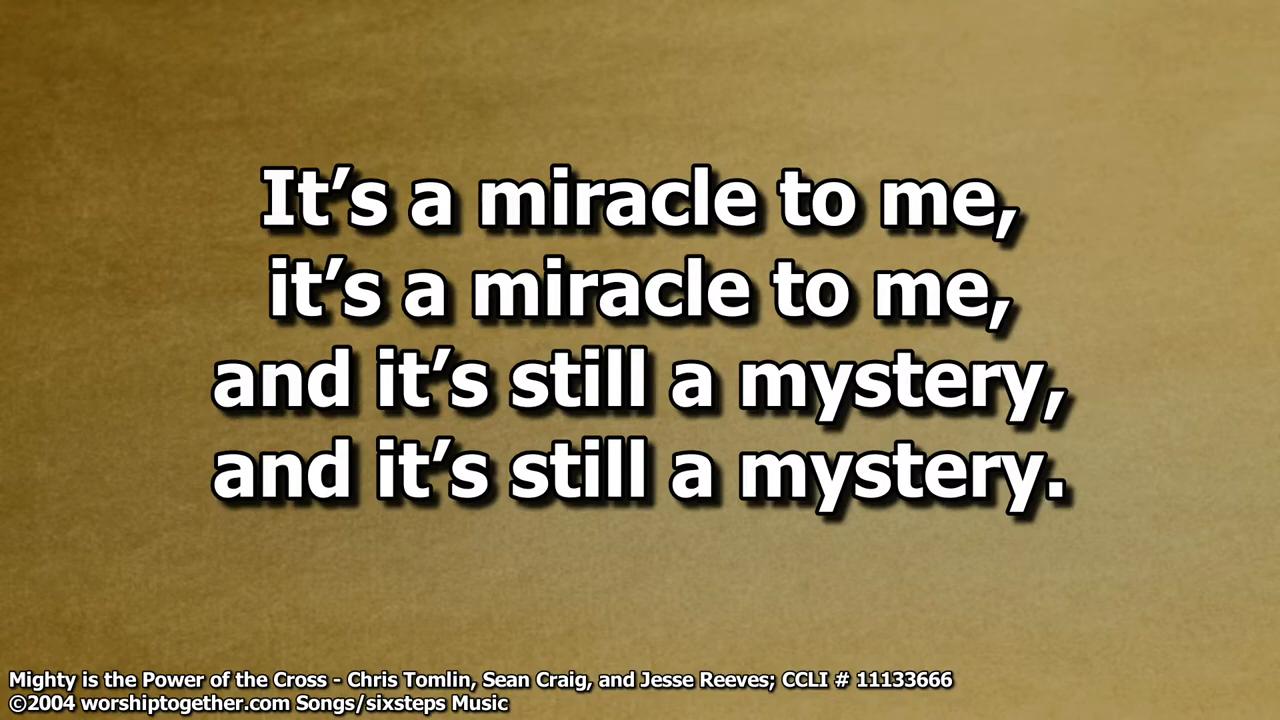 It’s a miracle to me,
it’s a miracle to me,
and it’s still a mystery,
and it’s still a mystery.
Mighty is the Power of the Cross - Chris Tomlin, Sean Craig, and Jesse Reeves; CCLI # 11133666
©2004 worshiptogether.com Songs/sixsteps Music